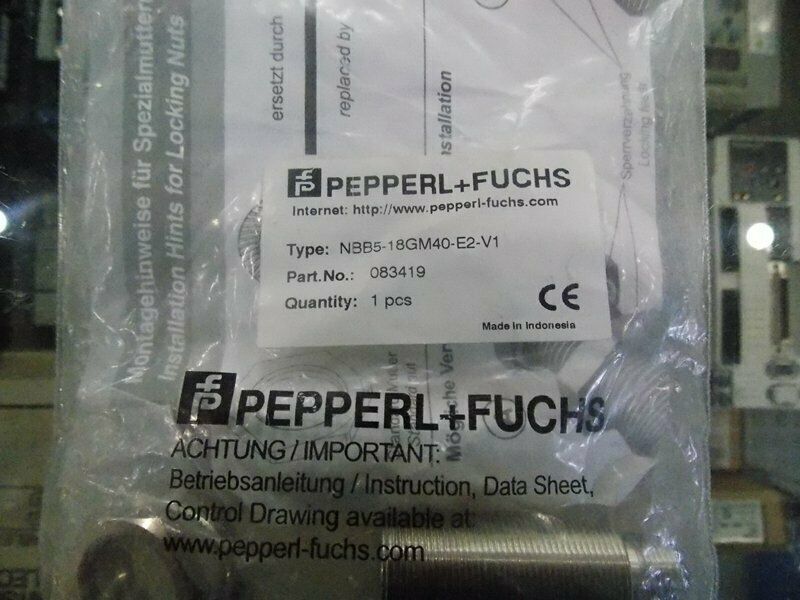 Montagehinweise für Spezialmuttern
Installation Hints for Locking Nuts
ersetzt durch
replaced by
Sperrverzahnung
PEPPERL+FUCHS
Internet: http://www.pepperl-fuchs.com
Type: NBB5-18GM40-E2-V1
Part.No.: 083419
Quantity: 1 pcs
CE
Made in Indonesia
Mögliche
PEPPERL+FUCHS
ACHTUNG / IMPORTANT:
Betriebsanleitung / Instruction, Data Sheet,
Control Drawing available at:
www.pepperl-fuchs.com